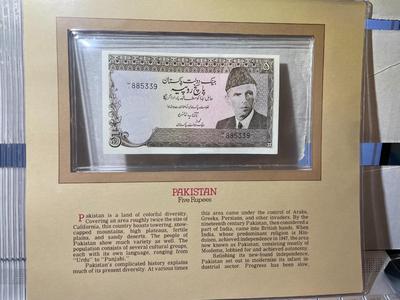 بینک دولت پاکستان
پانچ روپیہ
885339
885339
PAKISTAN
Five Rupees
Pakistan is a land of colorful diversity.
Covering an area roughly twice the size of
California, this country boasts towering, snow-
capped mountains, high plateaus, fertile
plains, and sandy deserts. The people of
Pakistan show much variety as well. The
population consists of several cultural groups,
each with its own language, ranging from
"Urdu" to "Punjabi."
Pakistan's complicated history explains
much of its present diversity. At various times
this area came under the control of Arabs,
Greeks, Persians, and other invaders. By the
nineteenth century Pakistan, then considered a
part of India, came into British hands. When
India, whose predominant religion is Hin-
duism, achieved independence in 1947, the area
now known as Pakistan, consisting mostly of
Moslems, lobbied for and achieved autonomy.
Relishing its new-found independence,
Pakistan set out to modernize its infant in-
dustrial sector. Progress has been slow,